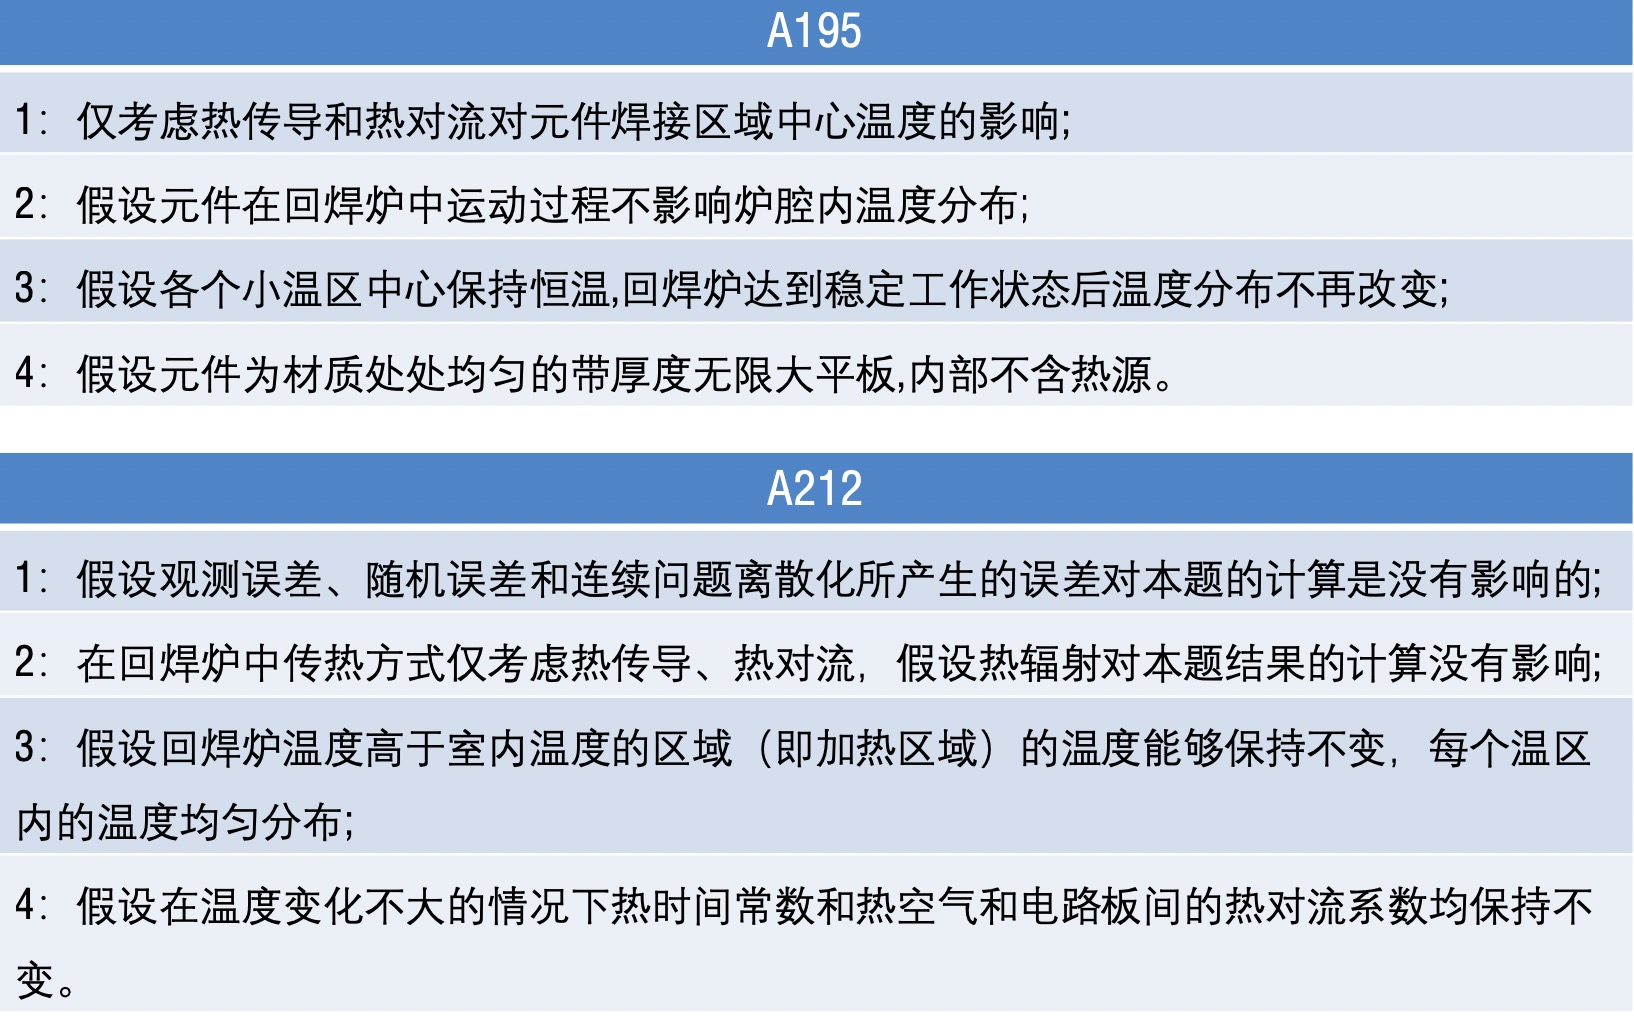 A195
1：仅考虑热传导和热对流对元件焊接区域中心温度的影响;
2：假设元件在回焊炉中运动过程不影响炉腔内温度分布;
3：假设各个小温区中心保持恒温,回焊炉达到稳定工作状态后温度分布不再改变;
4：假设元件为材质处处均匀的带厚度无限大平板,内部不含热源。
A212
1：假设观测误差、随机误差和连续问题离散化所产生的误差对本题的计算是没有影响的;
2：在回焊炉中传热方式仅考虑热传导、热对流，假设热辐射对本题结果的计算没有影响;
3：假设回焊炉温度高于室内温度的区域（即加热区域）的温度能够保持不变，每个温区
内的温度均匀分布;
4：假设在温度变化不大的情况下热时间常数和热空气和电路板间的热对流系数均保持不
变。